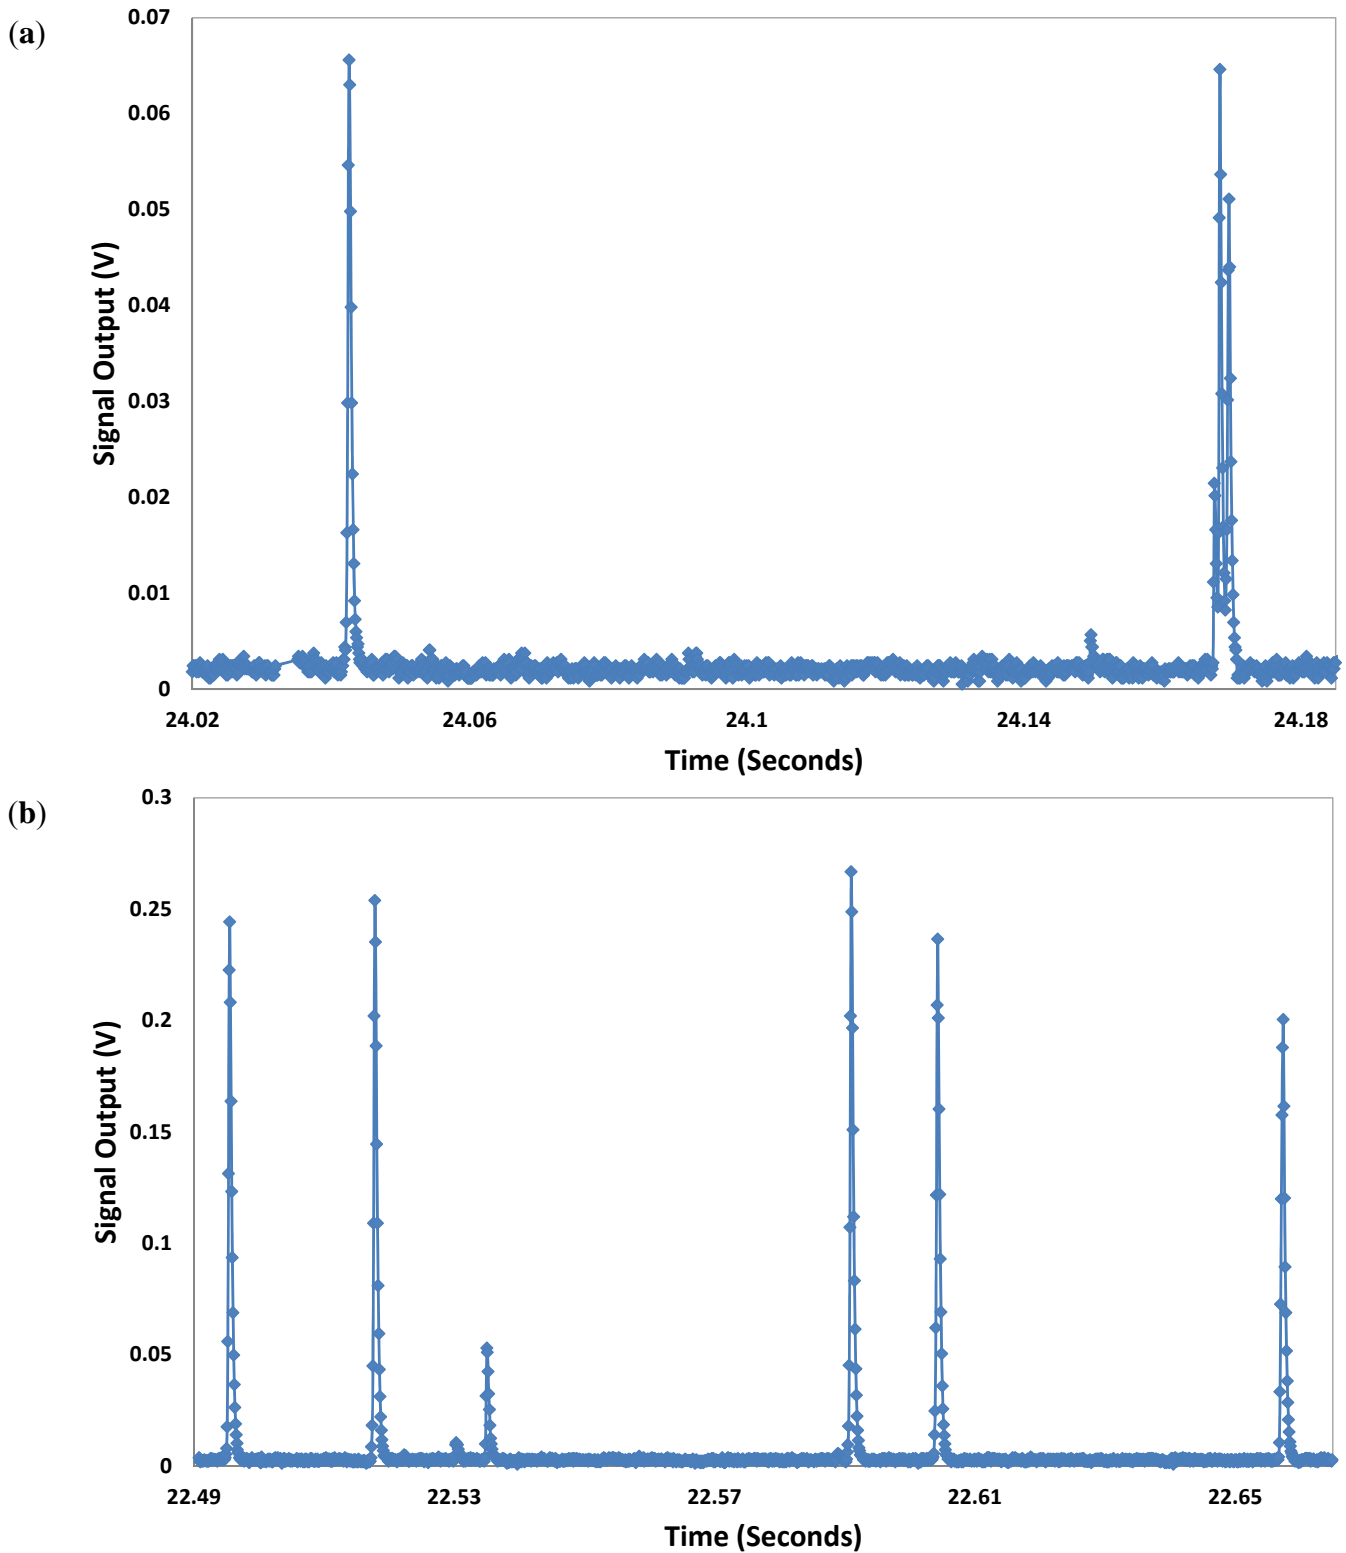 (a)
0.07
0.06
0.05
0.04
0.03
0.02
0.01
0
Signal Output (V)
24.02 24.06 24.1 24.14 24.18
Time (Seconds)
(b)
0.3
0.25
0.2
0.15
0.1
0.05
0
Signal Output (V)
22.49 22.53 22.57 22.61 22.65
Time (Seconds)